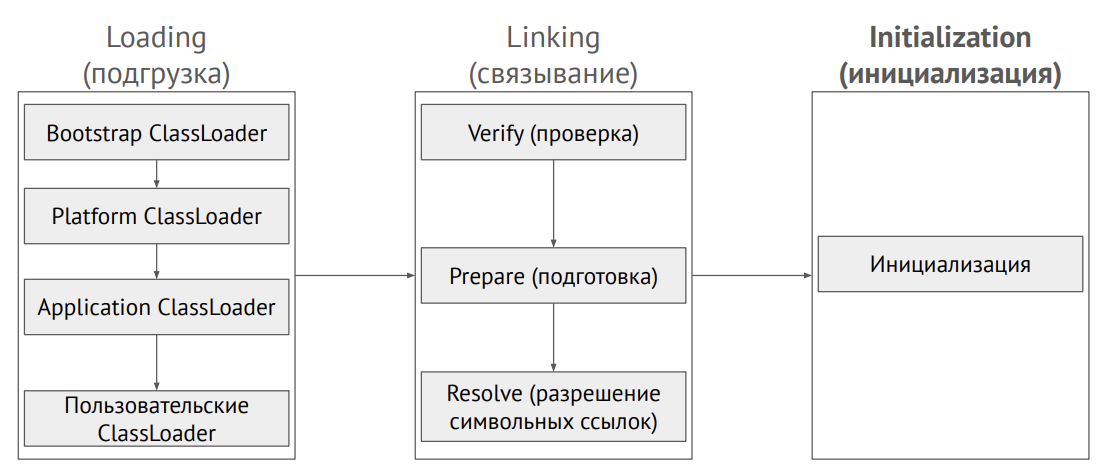 Loading
(подгрузка)
Bootstrap ClassLoader
Platform ClassLoader
Application ClassLoader
Пользовательские
ClassLoader
Linking
(связывание)
Verify (проверка)
Prepare (подготовка)
Resolve (разрешение
символьных ссылок)
Initialization
(инициализация)
Инициализация